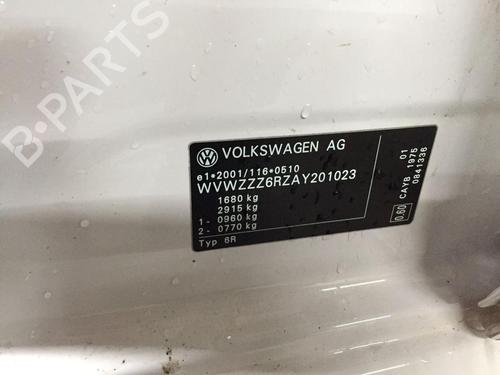 B-PARTS
VOLKSWAGEN AG
e1*2001/116*0510
WVWZZZ6RZAY201023
1680 kg
2915 kg
1- 0960 kg
2- 0770 kg
Typ 6R
0.60
CAYB 1975
01
0841336